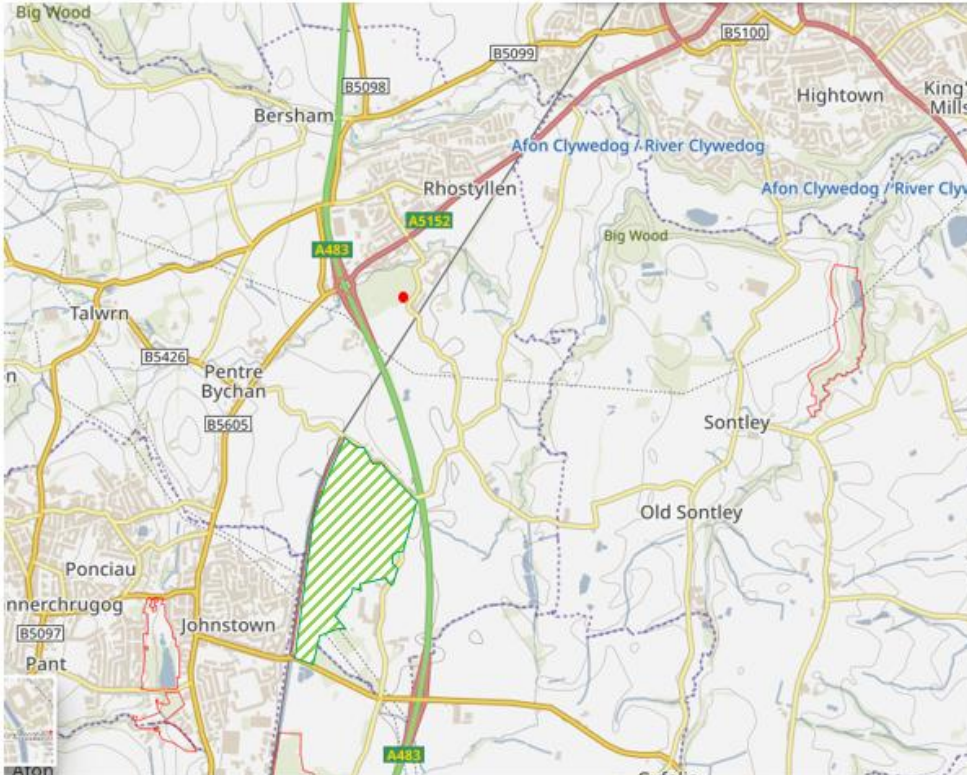 Big Wood
B5100
B5099
B5098
Hightown
King'
Mills
Bersham
Afon Clywedog / River Clywedog
Rhostyllen
Afon Clywedog / River Clyw
A5152
Big Wood
A483
Talwrn
B5426
Pentre
Bychan
n
B5605
Sontley
Old Sontley
Ponciau
nnerchrugog
B5097
Johnstown
Pant
A483
Afon